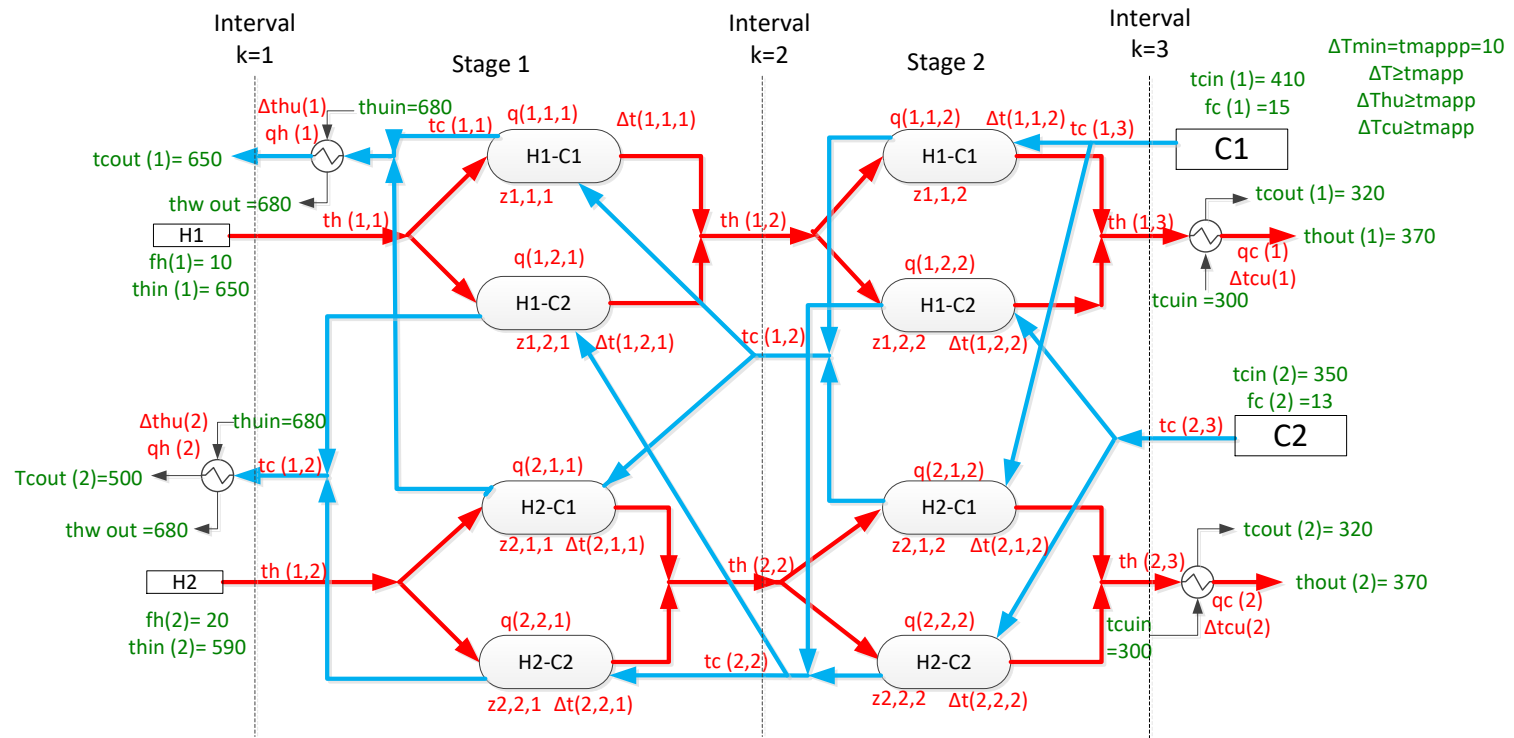 Interval
k=1
Stage 1
Interval
k=2
Stage 2
Interval
k=3
ΔTmin=tmappp=10
ΔT≥tmapp
ΔThu≥tmapp
ΔTcu≥tmapp
Δthu(1)
qh (1)
thuin=680
tc (1,1)
q(1,1,1)
Δt(1,1,1)
H1-C1
z1,1,1
q(1,1,2)
Δt(1,1,2)
tc (1,3)
H1-C1
z1,1,2
tcin (1)= 410
fc (1) =15
C1
tcout (1)= 650
thw out =680
H1
fh(1)= 10
thin (1)= 650
th (1,1)
th (1,2)
th (1,3)
tcout (1)= 320
thout (1)= 370
qc (1)
Δtcu(1)
tcuin =300
q(1,2,1)
H1-C2
z1,2,1
Δt(1,2,1)
tc (1,2)
q(1,2,2)
H1-C2
z1,2,2
Δt(1,2,2)
tcin (2)= 350
fc (2) =13
C2
tc (2,3)
Δthu(2)
qh (2)
thuin=680
tc (1,2)
Tcout (2)=500
thw out =680
q(2,1,1)
H2-C1
z2,1,1
Δt(2,1,1)
q(2,1,2)
H2-C1
z2,1,2
Δt(2,1,2)
tcout (2)= 320
H2
fh(2)= 20
thin (2)= 590
th (1,2)
th (2,2)
th (2,3)
thout (2)= 370
qc (2)
Δtcu(2)
tcuin
=300
q(2,2,1)
H2-C2
z2,2,1
Δt(2,2,1)
tc (2,2)
q(2,2,2)
H2-C2
z2,2,2
Δt(2,2,2)